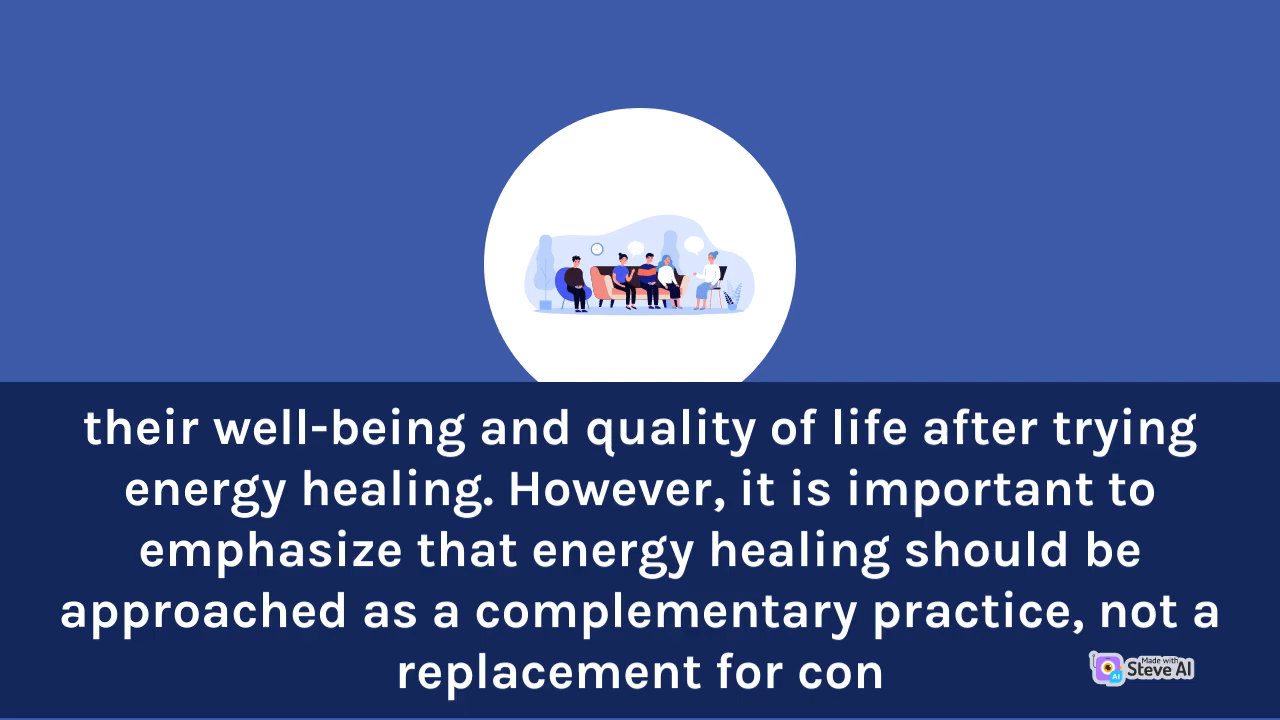 their well-being and quality of life after trying
energy healing. However, it is important to
emphasize that energy healing should be
approached as a complementary practice, not a
replacement for con
Made with
Steve AI
AI